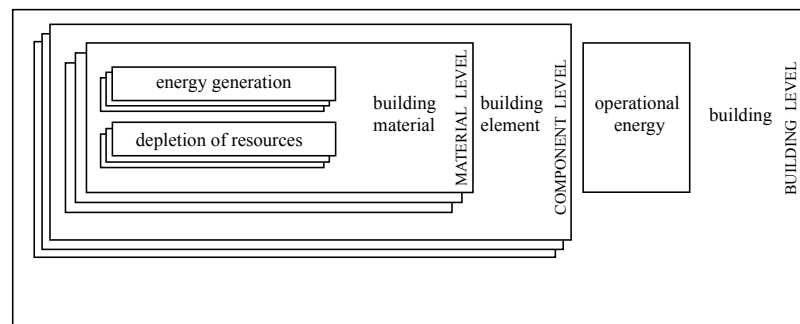 energy generation
depletion of resources
building
material
MATERIAL LEVEL
building
element
COMPONENT LEVEL
operational
energy
building
BUILDING LEVEL